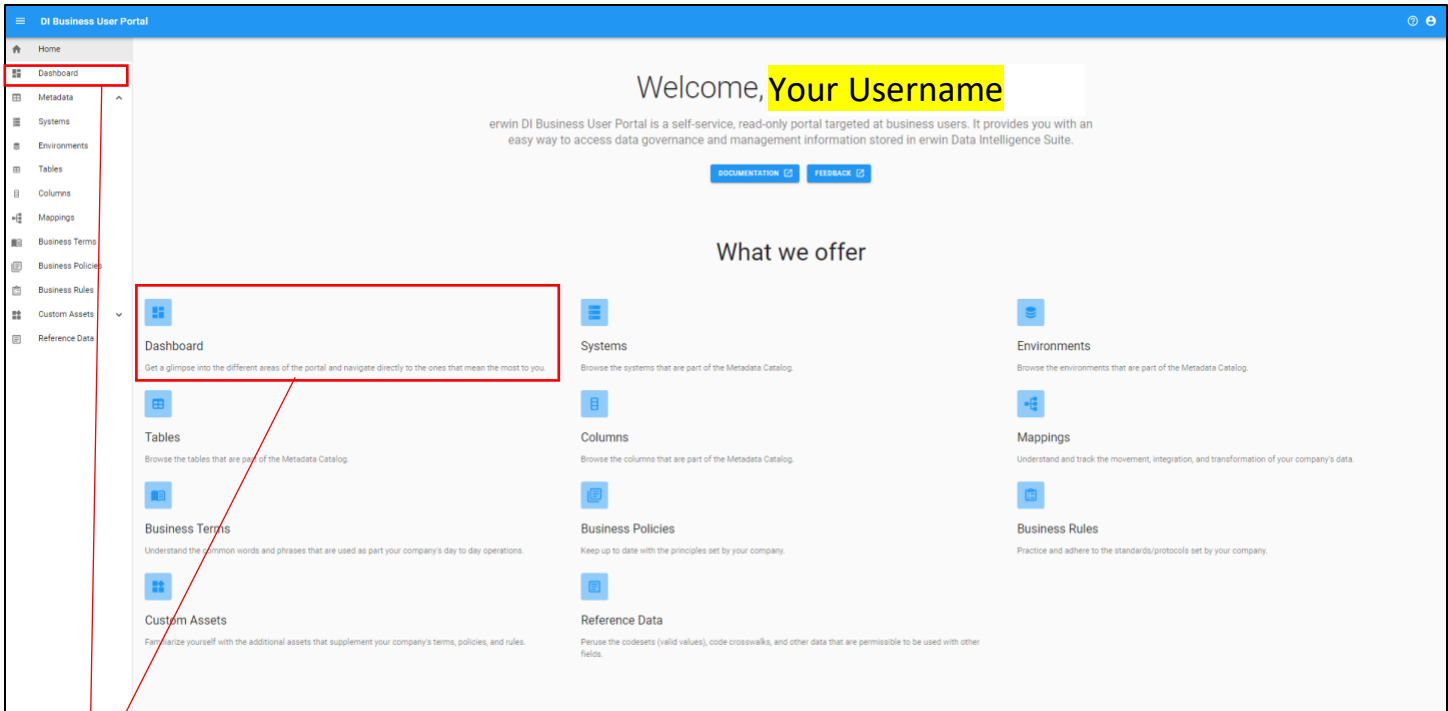 DI Business User Portal
Home
Dashboard
Metadata
Systems
Environments
Tables
Columns
Mappings
Business Terms
Business Policies
Business Rules
Custom Assets
Reference Data
Welcome, Your Username
erwin DI Business User Portal is a self-service, read-only portal targeted at business users. It provides you with an
easy way to access data governance and management information stored in erwin Data Intelligence Suite.
DOCUMENTATION FEEDBACK
What we offer
Dashboard
Get a glimpse into the different areas of the portal and navigate directly to the ones that mean the most to you.
Systems
Browse the systems that are part of the Metadata Catalog.
Environments
Browse the environments that are part of the Metadata Catalog.
Tables
Browse the tables that are part of the Metadata Catalog.
Columns
Browse the columns that are part of the Metadata Catalog.
Mappings
Understand and track the movement, integration, and transformation of your company's data.
Business Terms
Understand the common words and phrases that are used as part your company's day to day operations.
Business Policies
Keep up to date with the principles set by your company.
Business Rules
Practice and adhere to the standards/protocols set by your company.
Custom Assets
Familiarize yourself with the additional assets that supplement your company's terms, policies, and rules.
Reference Data
Peruse the codesets (valid values), code crosswalks, and other data that are permissible to be used with other
fields.